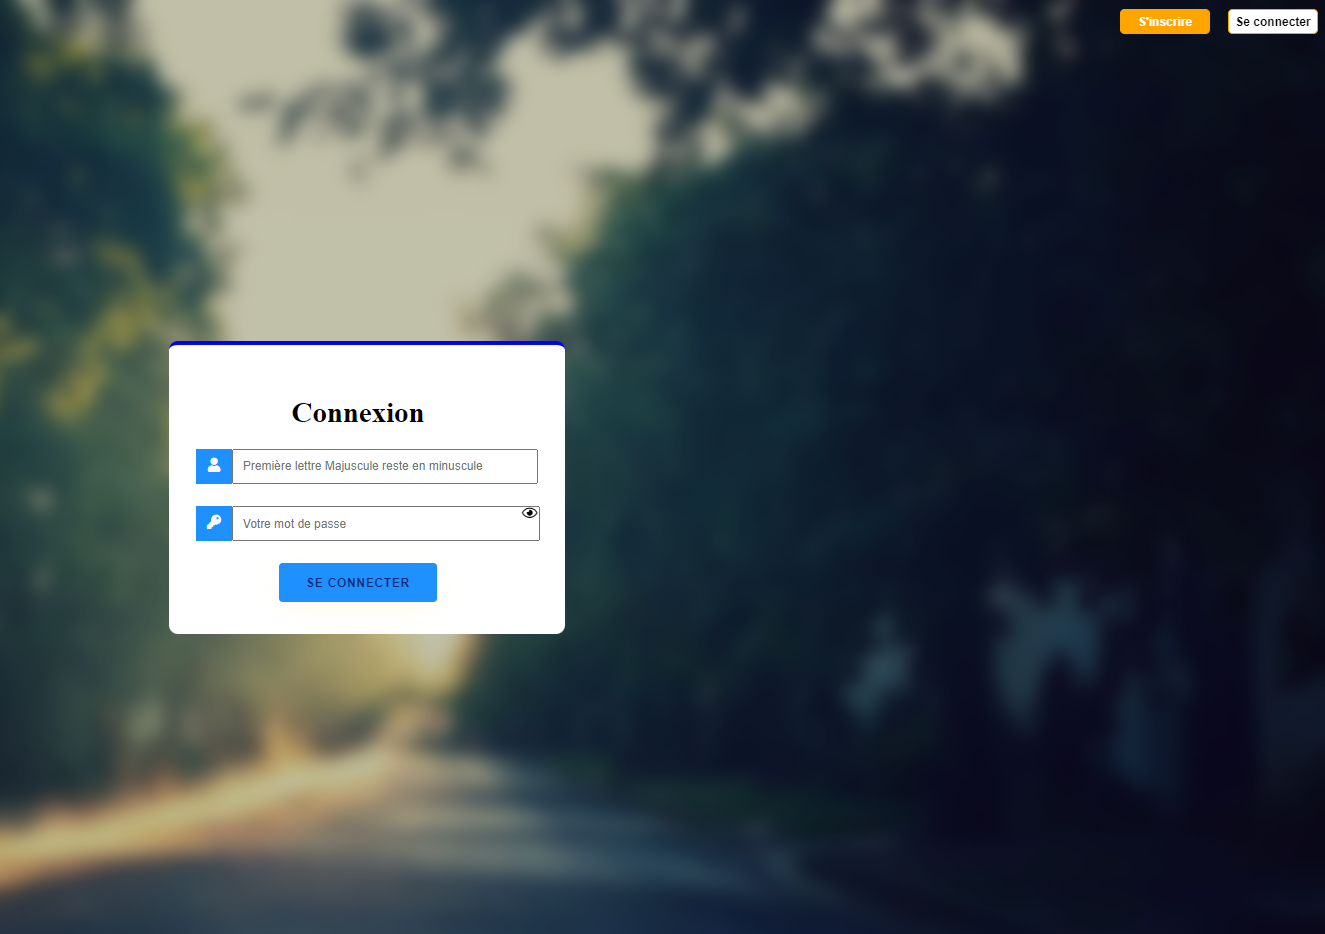 S'inscrire
Se connecter
Connexion
Première lettre Majuscule reste en minuscule
Votre mot de passe
SE CONNECTER